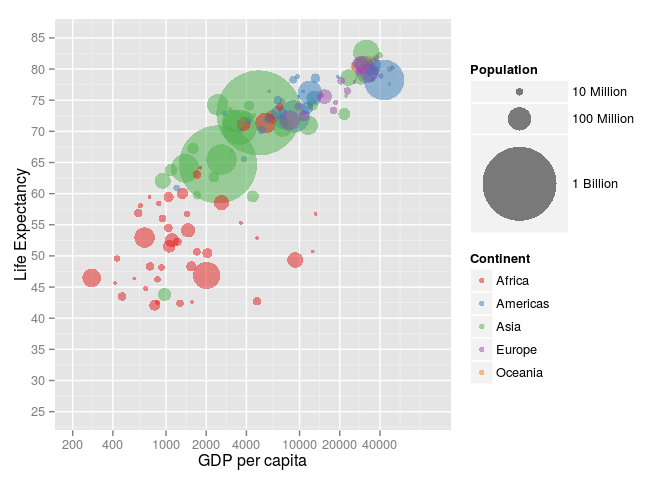 85
80
75
70
65
60
55
50
45
40
35
30
25
Life Expectancy
200 400 1000 2000 4000 10000 20000 40000
GDP per capita
Population
10 Million
100 Million
1 Billion
Continent
Africa
Americas
Asia
Europe
Oceania